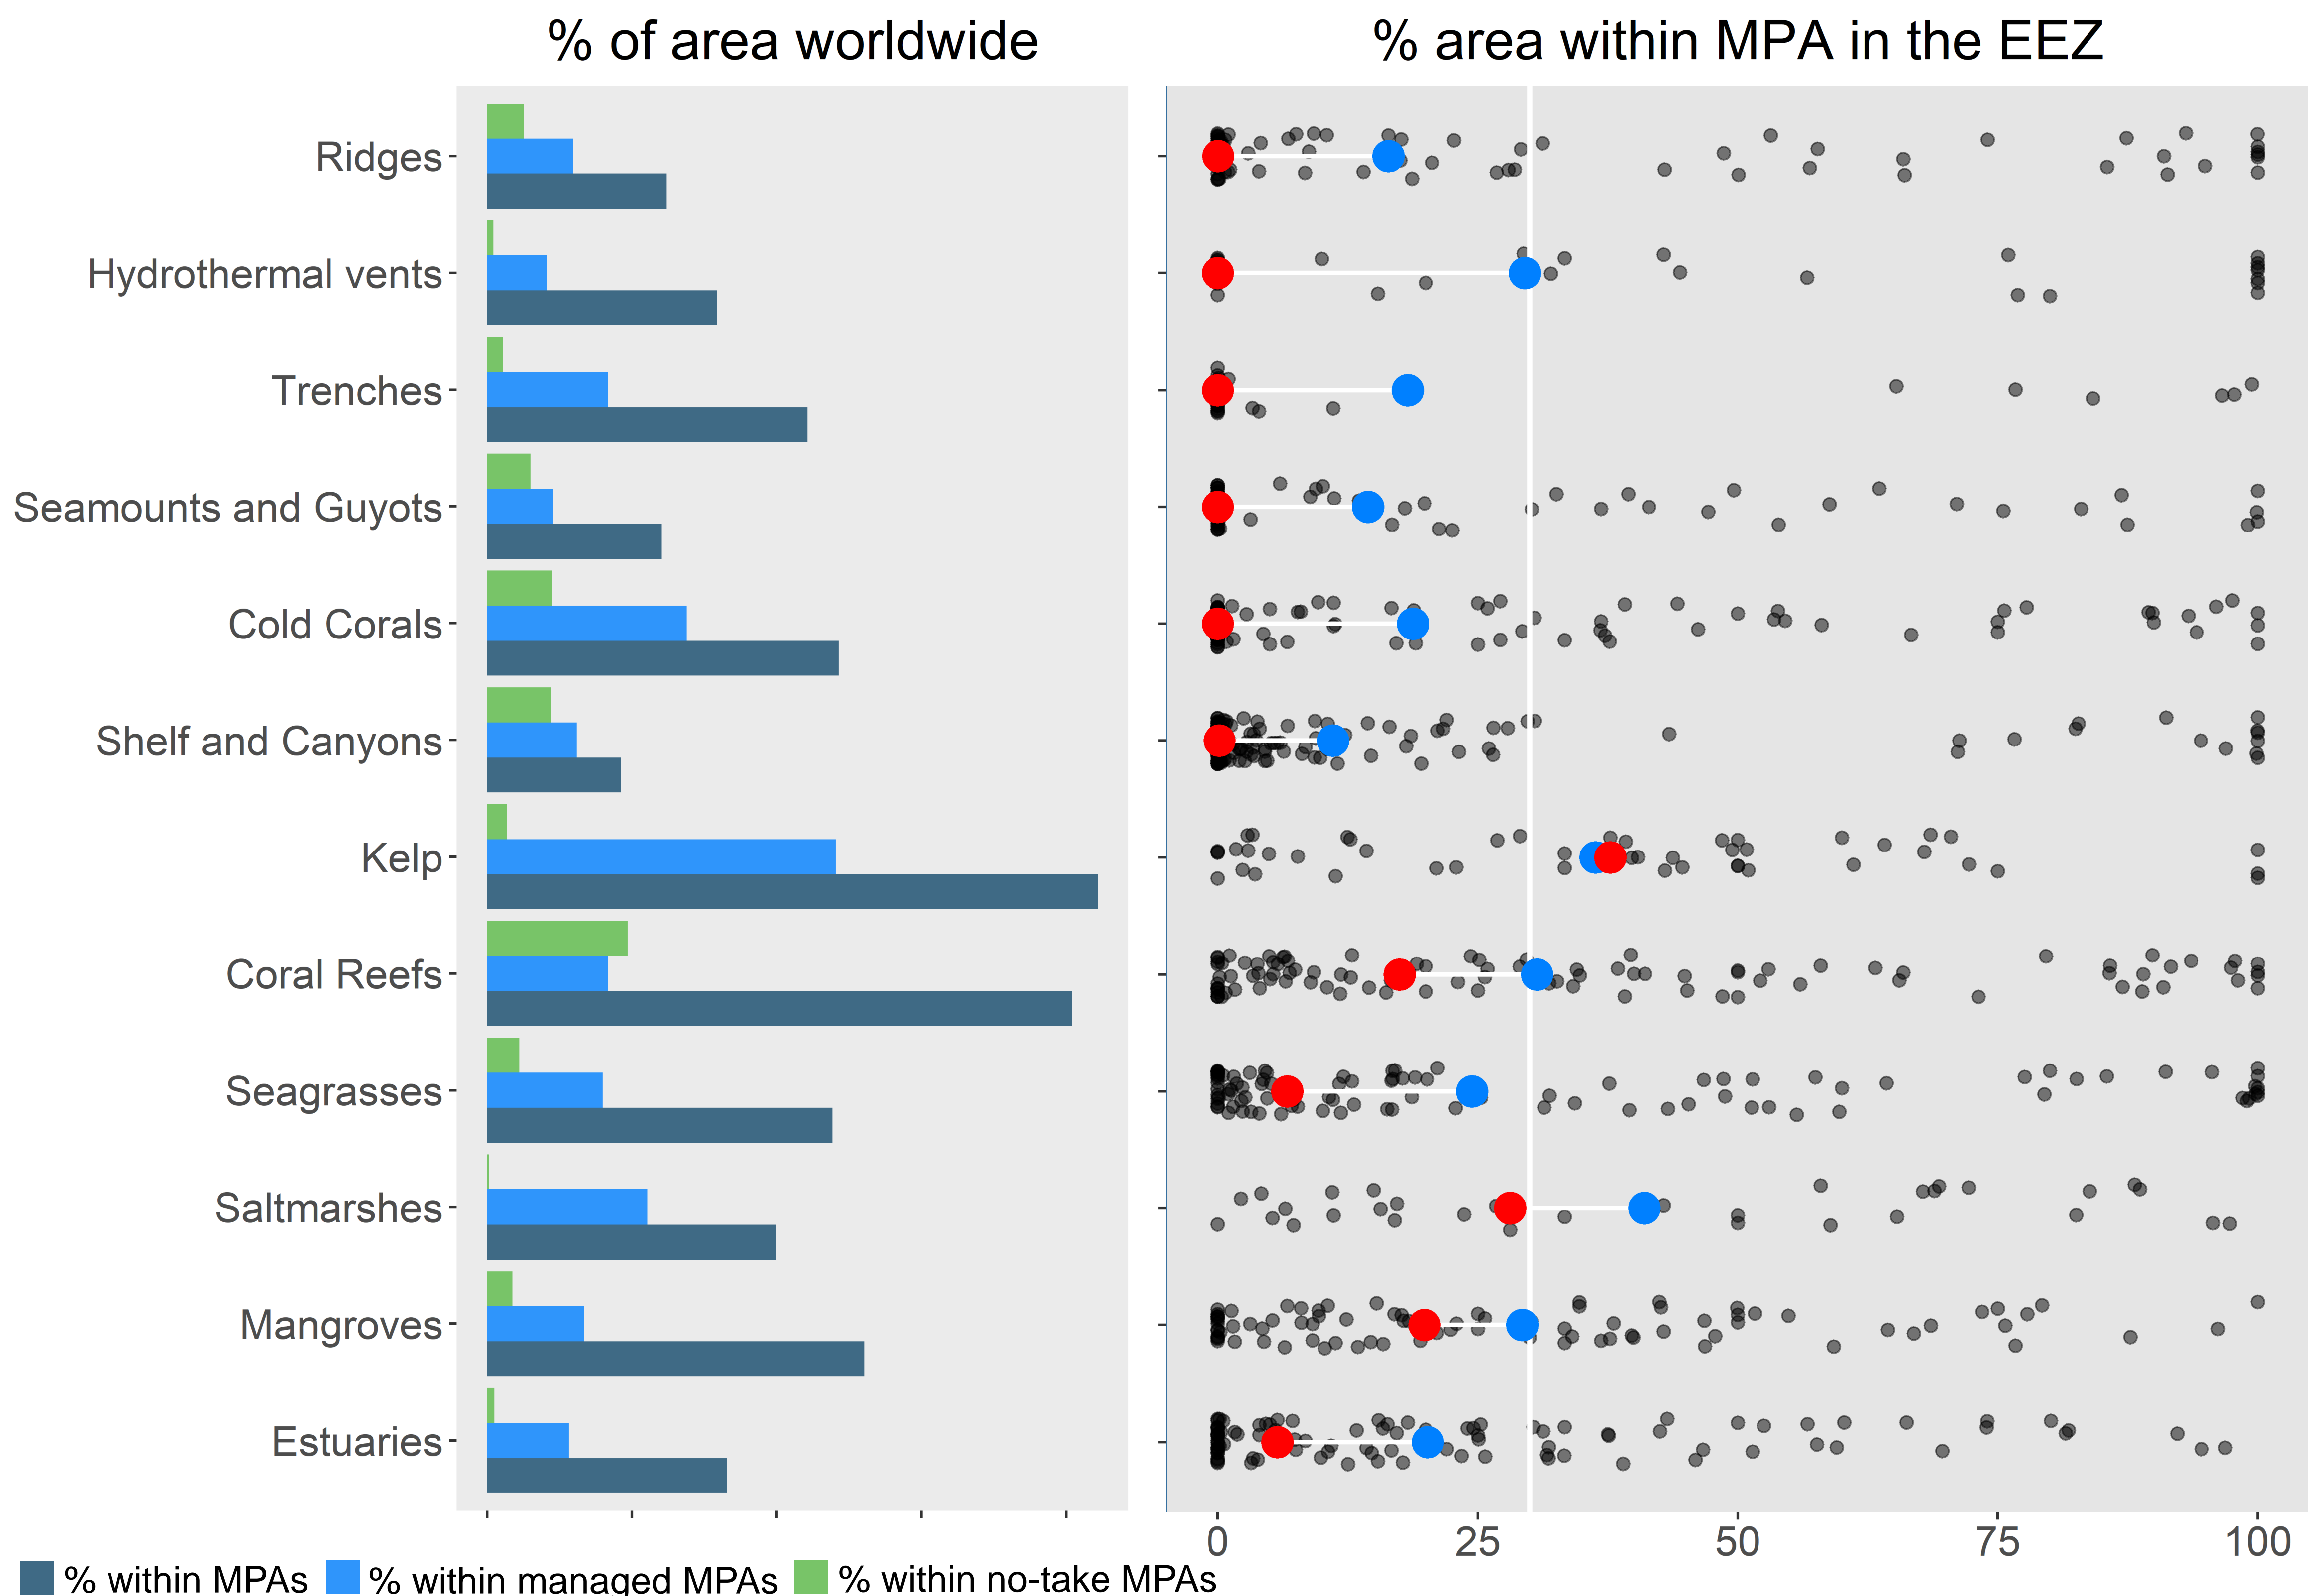 % of area worldwide
% area within MPA in the EEZ
Ridges
Hydrothermal vents
Trenches
Seamounts and Guyots
Cold Corals
Shelf and Canyons
Kelp
Coral Reefs
Seagrasses
Saltmarshes
Mangroves
Estuaries
0 25 50 75 100
% within MPAs % within managed MPAs % within no-take MPAs